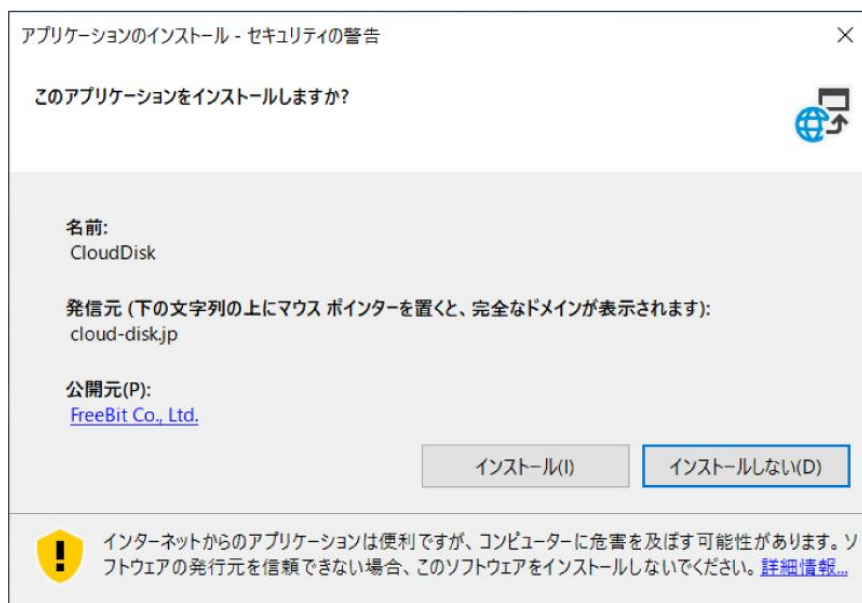 アプリケーションのインストール - セキュリティの警告
このアプリケーションをインストールしますか?
名前:
CloudDisk
発信元 (下の文字列の上にマウス ポインターを置くと、完全なドメインが表示されます):
cloud-disk.jp
公開元(P):
FreeBit Co., Ltd.
インストール(I)
インストールしない(D)
インターネットからのアプリケーションは便利ですが、コンピューターに危害を及ぼす可能性があります。ソ
フトウェアの発行元を信頼できない場合、このソフトウェアをインストールしないでください。詳細情報...